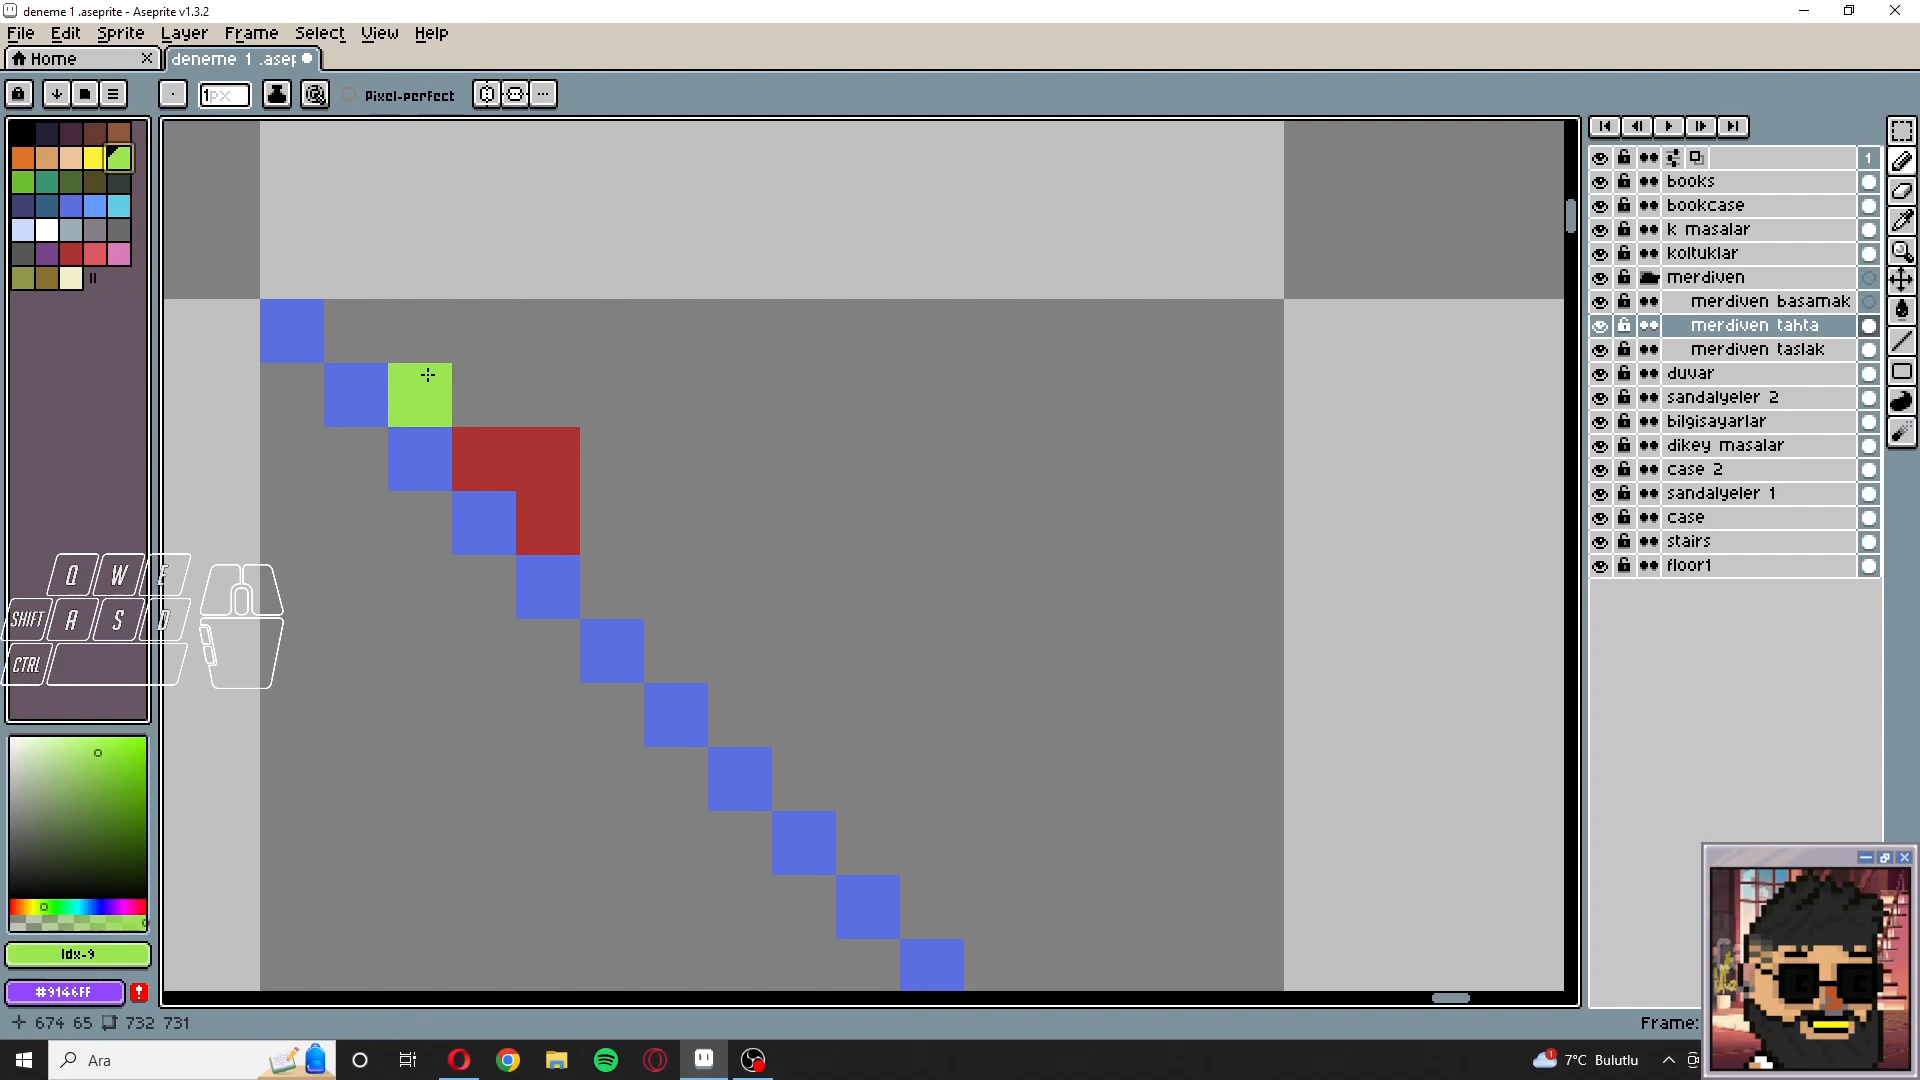 deneme 1 .aseprite - Aseprite v1.3.2
File Edit Sprite Layer Frame Select View Help
Home
deneme 1 .asep
1px
Pixel-perfect
1
books
bookcase
k masalar
koltuklar
merdiven
merdiven basamak
merdiven tahta
merdiven taslak
duvar
sandalyeler 2
bilgisayarlar
dikey masalar
case 2
sandalyeler 1
case
stairs
floor1
Q W E
SHIFT A S D
CTRL
Idx-9
#9146FF
674 65 732 731
Frame:
Ara
1
7°C Bulutlu